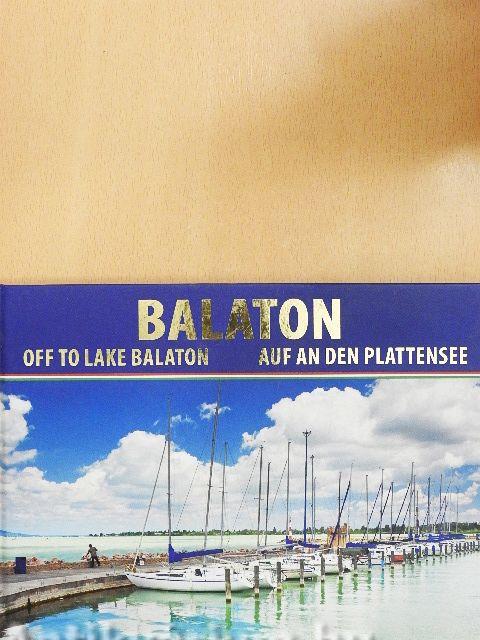 BALATON
OFF TO LAKE BALATON AUF AN DEN PLATTENSEE